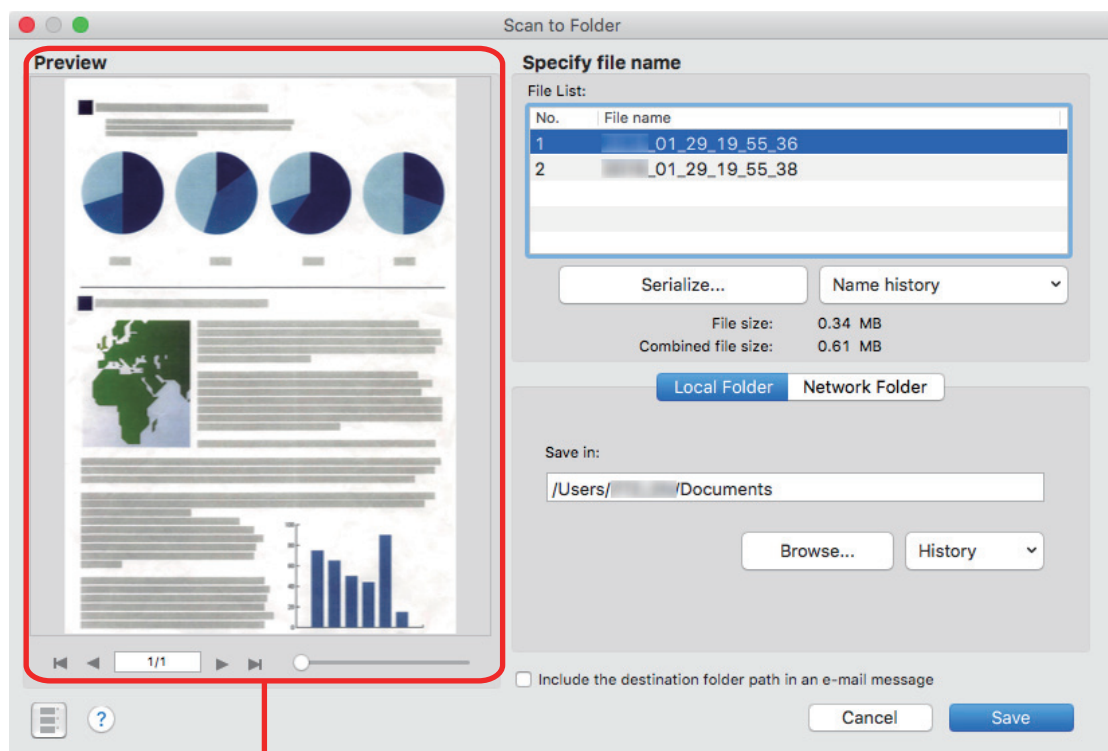 Scan to Folder
Preview
1/1
Specify file name
File List:
No. File name
1 _01_29_19_55_36
2 _01_29_19_55_38
Serialize... Name history
File size: 0.34 MB
Combined file size: 0.61 MB
Local Folder Network Folder
Save in:
/Users/ /Documents
Browse... History
Include the destination folder path in an e-mail message
? Cancel Save